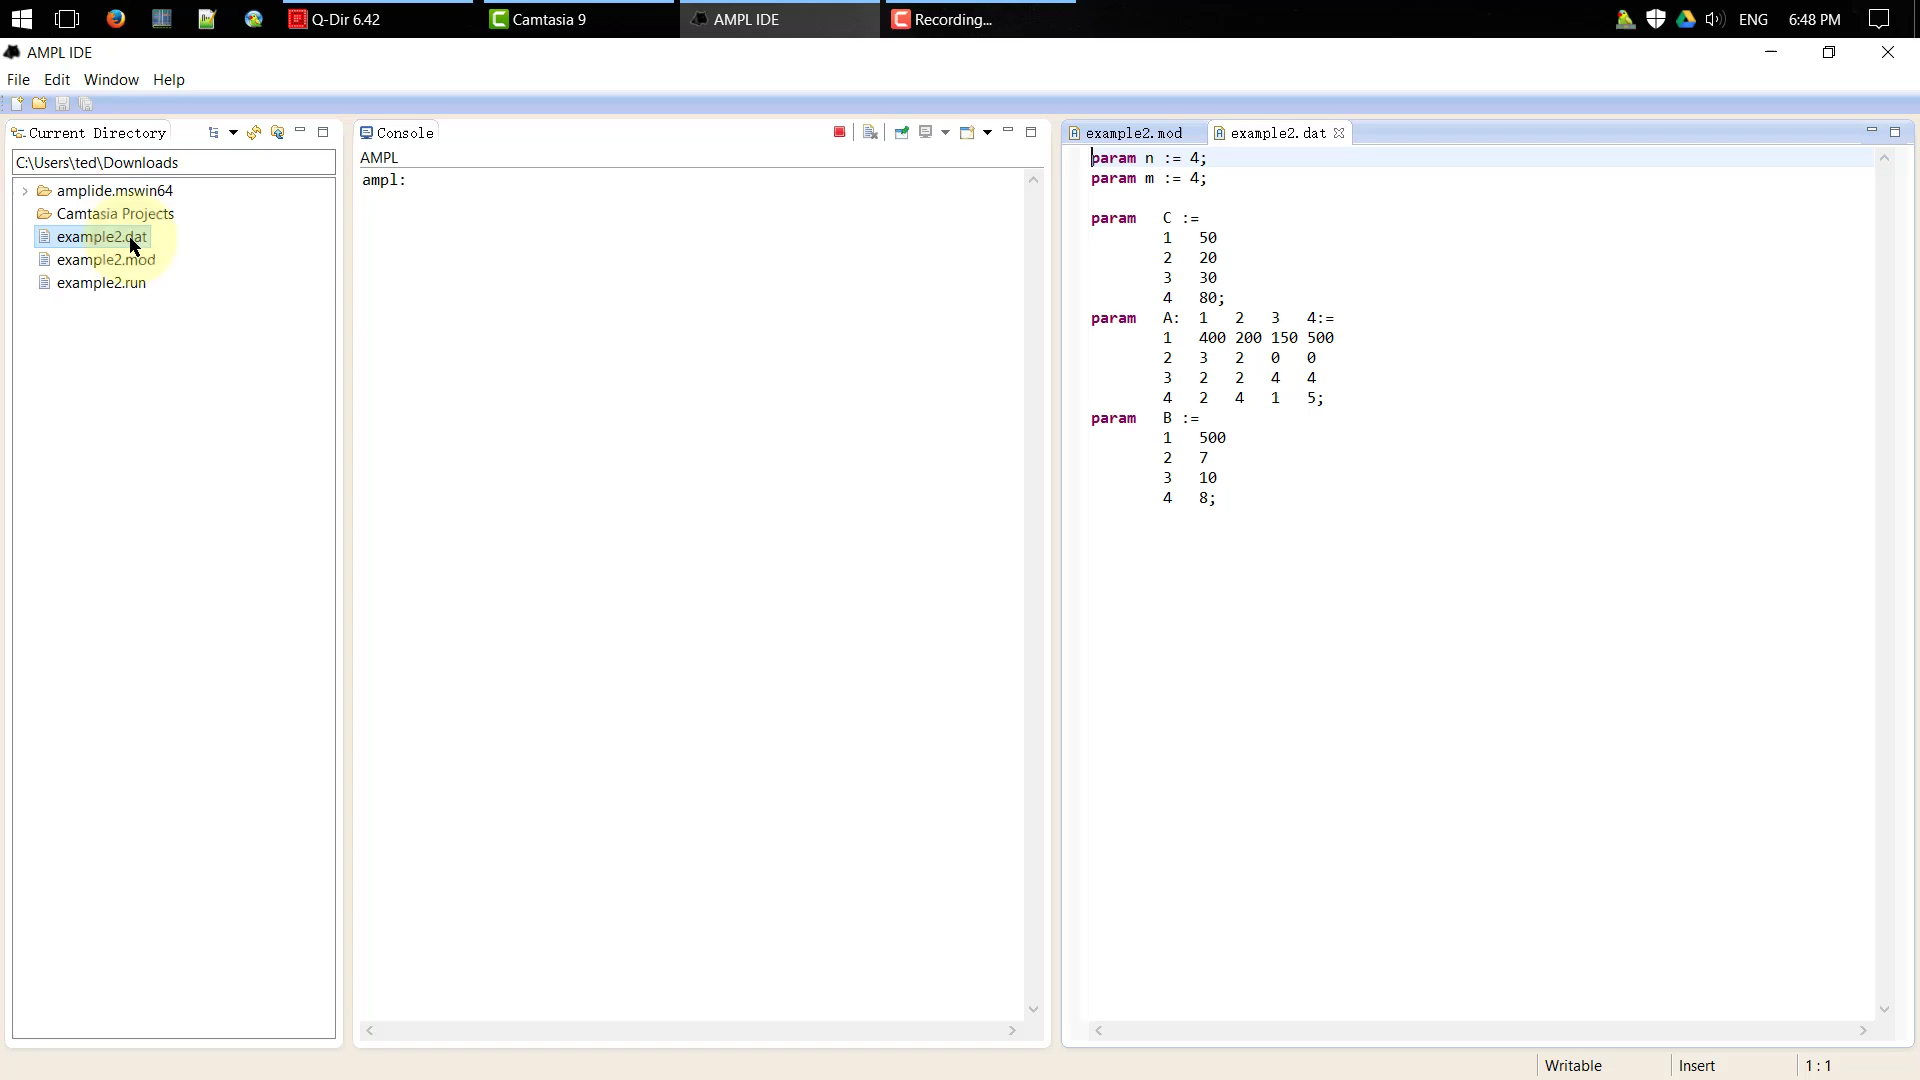 Q-Dir 6.42
Camtasia 9
AMPL IDE
Recording...
ENG
6:48 PM
AMPL IDE
File Edit Window Help
Current Directory
C:\Users\ted\Downloads
amplide.mswin64
Camtasia Projects
example2.dat
example2.mod
example2.run
Console
AMPL
ampl:
example2.mod
example2.dat
param n := 4;
param m := 4;
param C :=
1 50
2 20
3 30
4 80;
param A: 1 2 3 4:=
1 400 200 150 500
2 3 2 0 0
3 2 2 4 4
4 2 4 1 5;
param B :=
1 500
2 7
3 10
4 8;
Writable
Insert
1 : 1